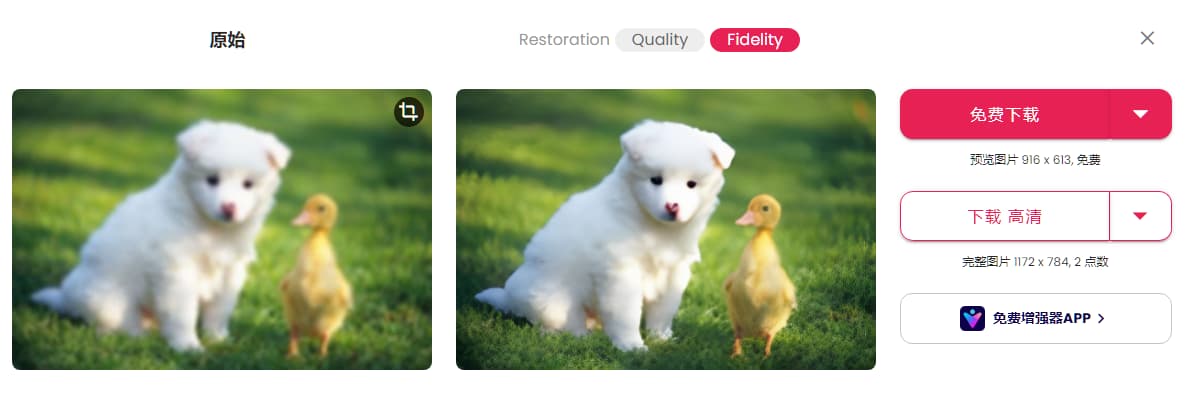 原始
Restoration Quality Fidelity
免费下载
预览图片 916 x 613, 免费
下载 高清
完整图片 1172 x 784, 2 点数
免费增强器APP